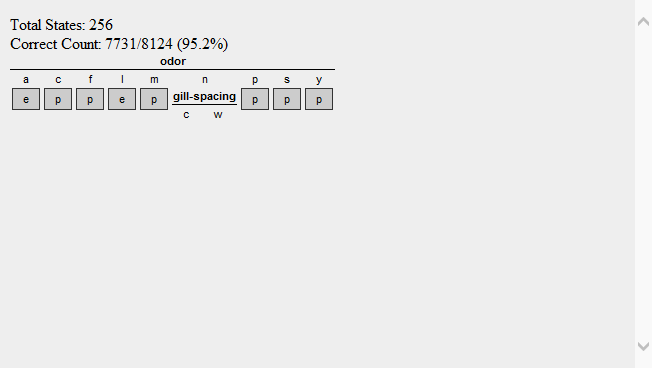 Total States: 256
Correct Count: 7731/8124 (95.2%)
odor
a c f l m n p s y
e p p e p gill-spacing p p p
c w